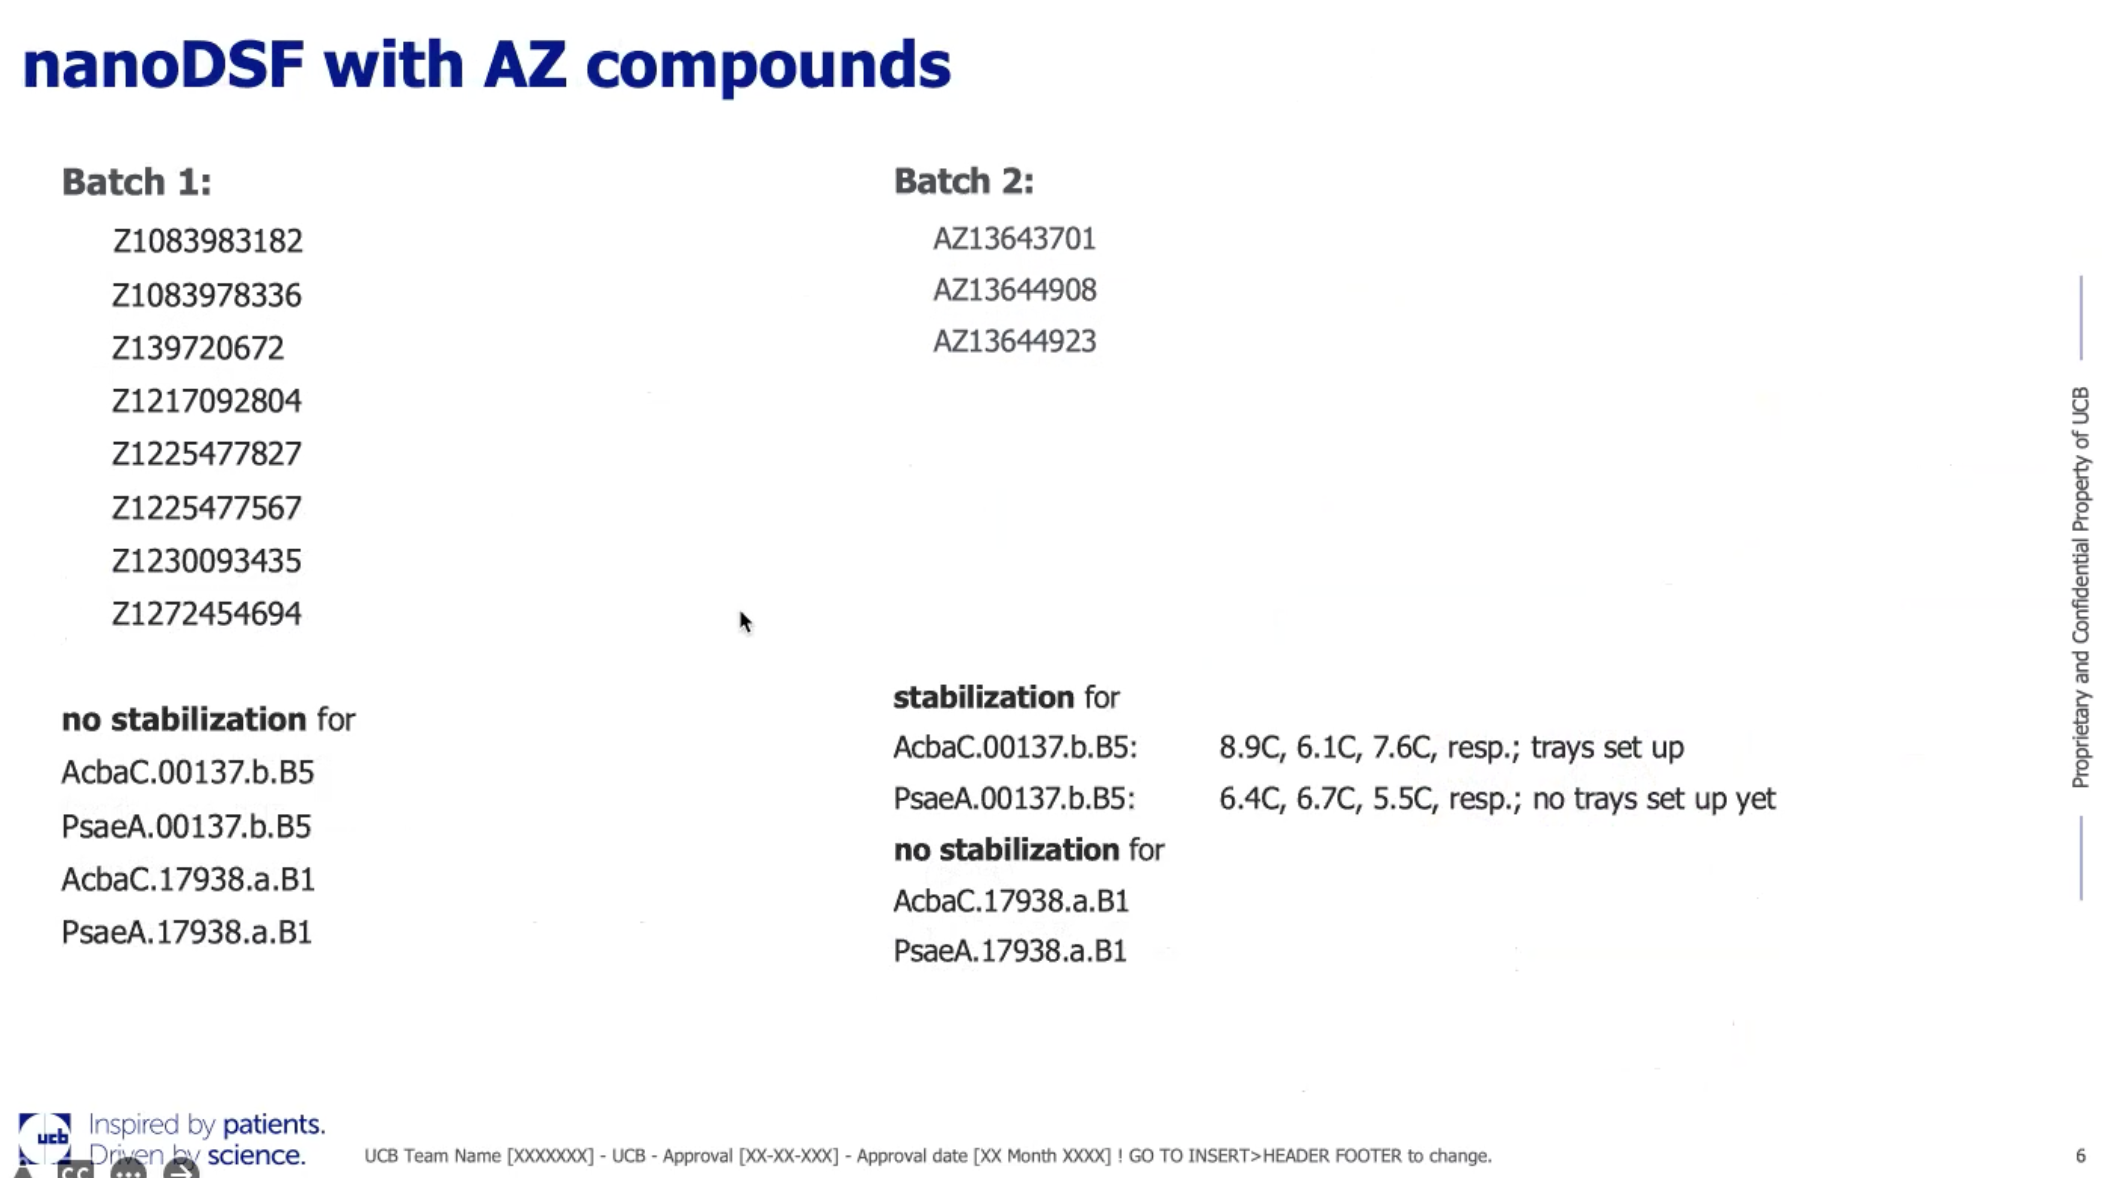 nanoDSF with AZ compounds
Batch 1:
Z1083983182
Z1083978336
Z139720672
Z1217092804
Z1225477827
Z1225477567
Z1230093435
Z1272454694
no stabilization for
AcbaC.00137.b.B5
PsaeA.00137.b.B5
AcbaC.17938.a.B1
PsaeA.17938.a.B1
Batch 2:
AZ13643701
AZ13644908
AZ13644923
stabilization for
AcbaC.00137.b.B5: 8.9C, 6.1C, 7.6C, resp.; trays set up
PsaeA.00137.b.B5: 6.4C, 6.7C, 5.5C, resp.; no trays set up yet
no stabilization for
AcbaC.17938.a.B1
PsaeA.17938.a.B1
Proprietary and Confidential Property of UCB
ucb
Inspired by patients.
Driven by science.
CC
UCB Team Name [XXXXXXX] - UCB - Approval [XX-XX-XXX] - Approval date [XX Month XXXX] ! GO TO INSERT>HEADER FOOTER to change.
6